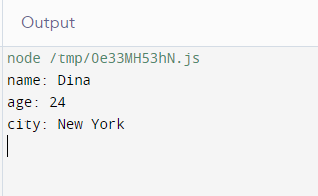 Output
node /tmp/0e33MH53hN.js
name: Dina
age: 24
city: New York